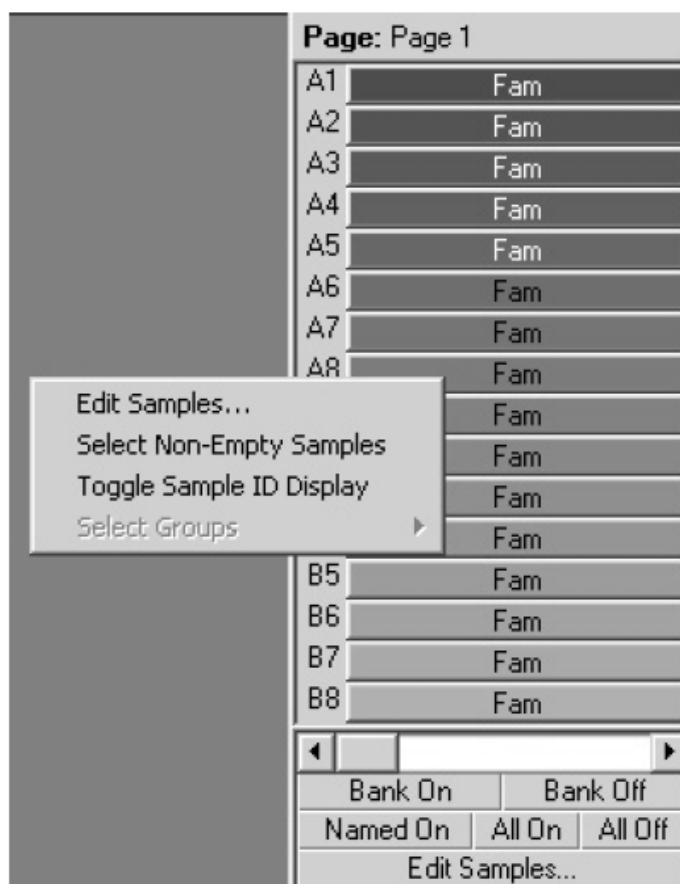 Page: Page 1
A1 Fam
A2 Fam
A3 Fam
A4 Fam
A5 Fam
A6 Fam
A7 Fam
A8 Fam
Edit Samples...
Fam
Select Non-Empty Samples
Fam
Toggle Sample ID Display
Fam
Select Groups
Fam
B5 Fam
B6 Fam
B7 Fam
B8 Fam
Bank On Bank Off
Named On All On All Off
Edit Samples...